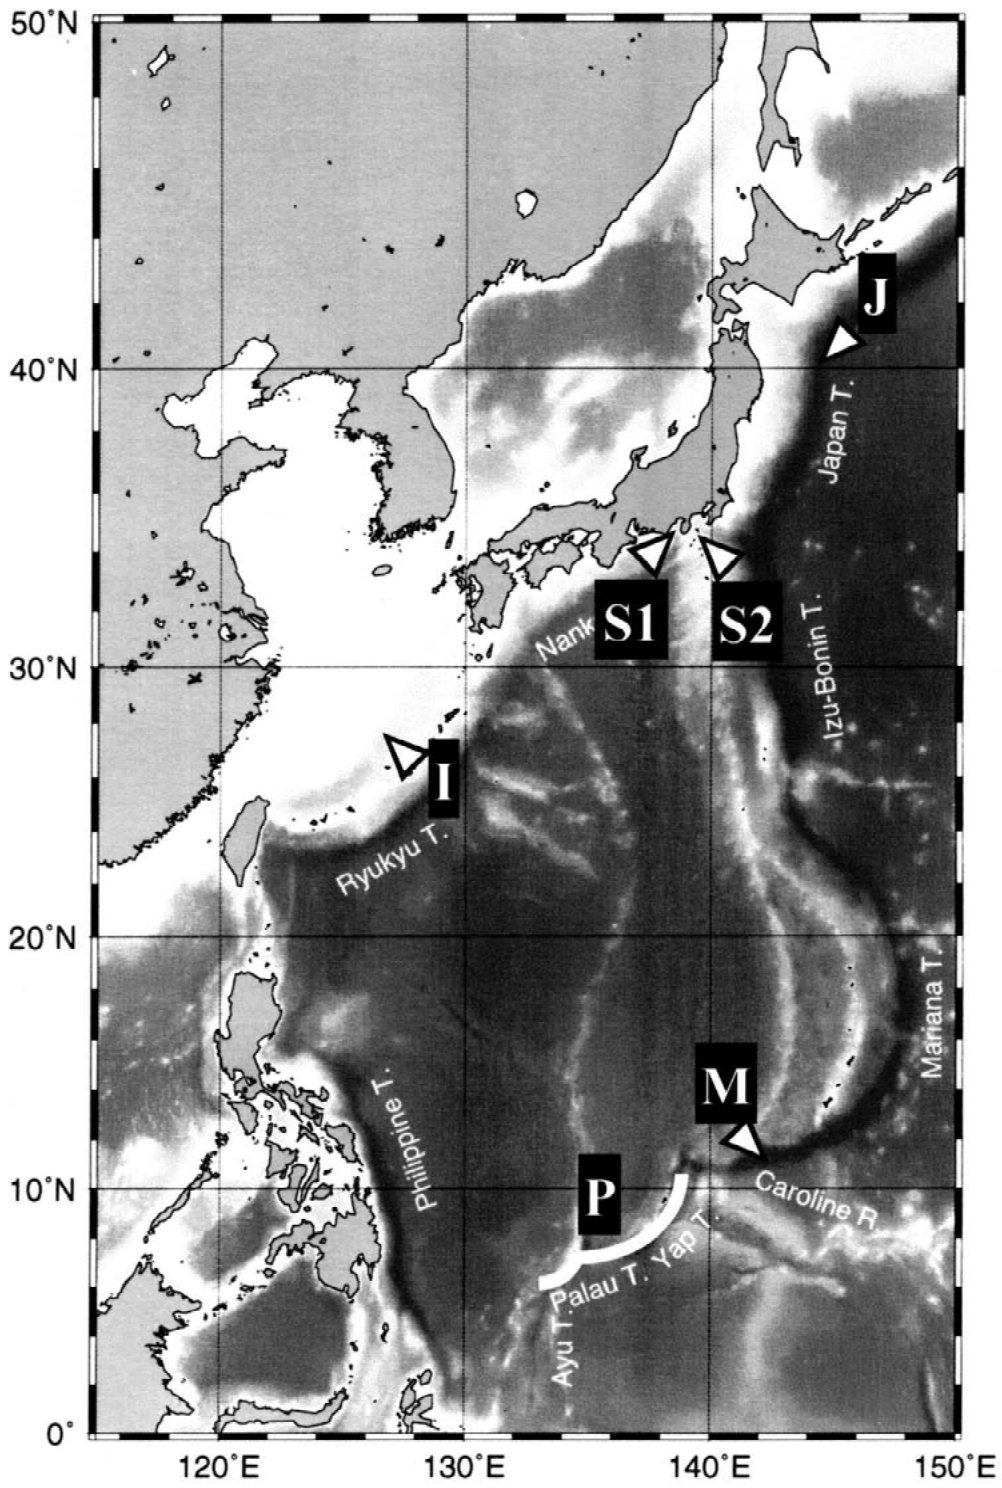 50°N
J
40°N
Japan T.
S1
S2
Nank
30°N
Izu-Bonin T.
I
Ryukyu T.
20°N
Mariana T.
M
Philippine T.
10°N
P
Caroline R.
Yap T.
Palau T.
Ayu T.
0°
120°E
130°E
140°E
150°E